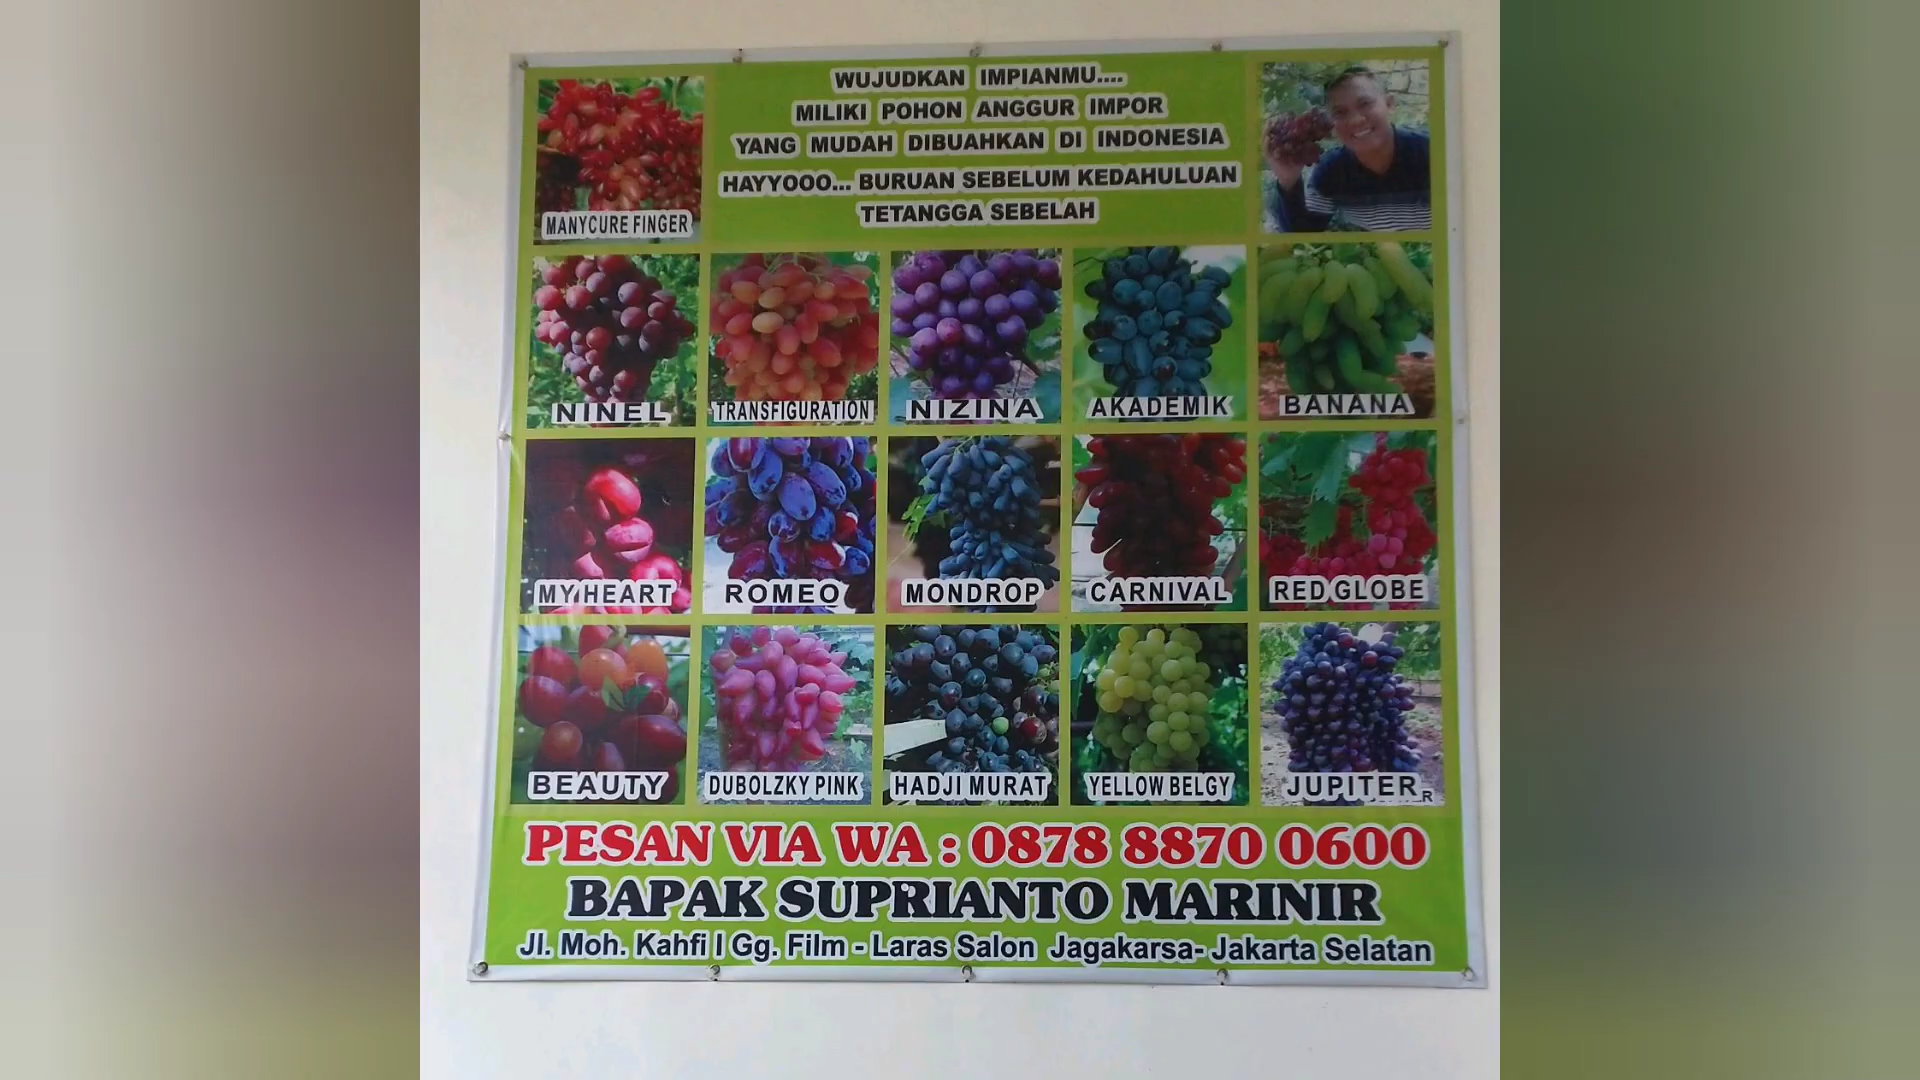 WUJUDKAN IMPIANMU....
MILIKI POHON ANGGUR IMPOR
YANG MUDAH DIBUAHKAN DI INDONESIA
HAYYOOO... BURUAN SEBELUM KEDAHULUAN
TETANGGA SEBELAH
MANYCURE FINGER
NINEL TRANSFIGURATION NIZINA AKADEMIK BANANA
MY HEART ROMEO MONDROP CARNIVAL RED GLOBE
BEAUTY DUBOLZKY PINK HADJI MURAT YELLOW BELGY JUPITER R
PESAN VIA WA : 0878 8870 0600
BAPAK SUPRIANTO MARINIR
Jl. Moh. Kahfi I Gg. Film - Laras Salon Jagakarsa- Jakarta Selatan